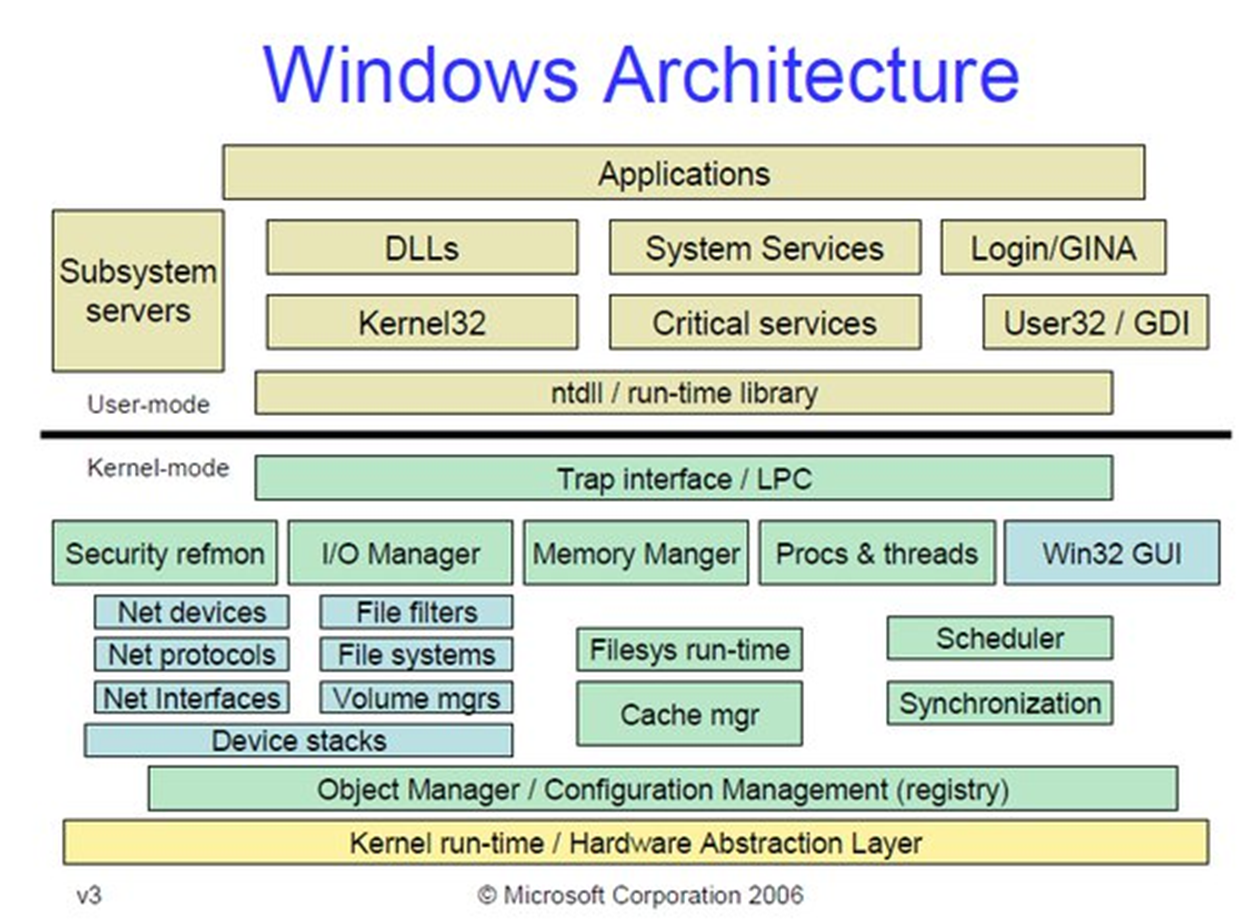 Windows Architecture
Applications
Subsystem
servers
DLLs
System Services
Login/GINA
Kernel32
Critical services
User32 / GDI
ntdll / run-time library
User-mode
Kernel-mode
Trap interface / LPC
Security refmon
I/O Manager
Memory Manger
Procs & threads
Win32 GUI
Net devices
File filters
Net protocols
File systems
Net Interfaces
Volume mgrs
Device stacks
Filesys run-time
Cache mgr
Scheduler
Synchronization
Object Manager / Configuration Management (registry)
Kernel run-time / Hardware Abstraction Layer
v3
© Microsoft Corporation 2006